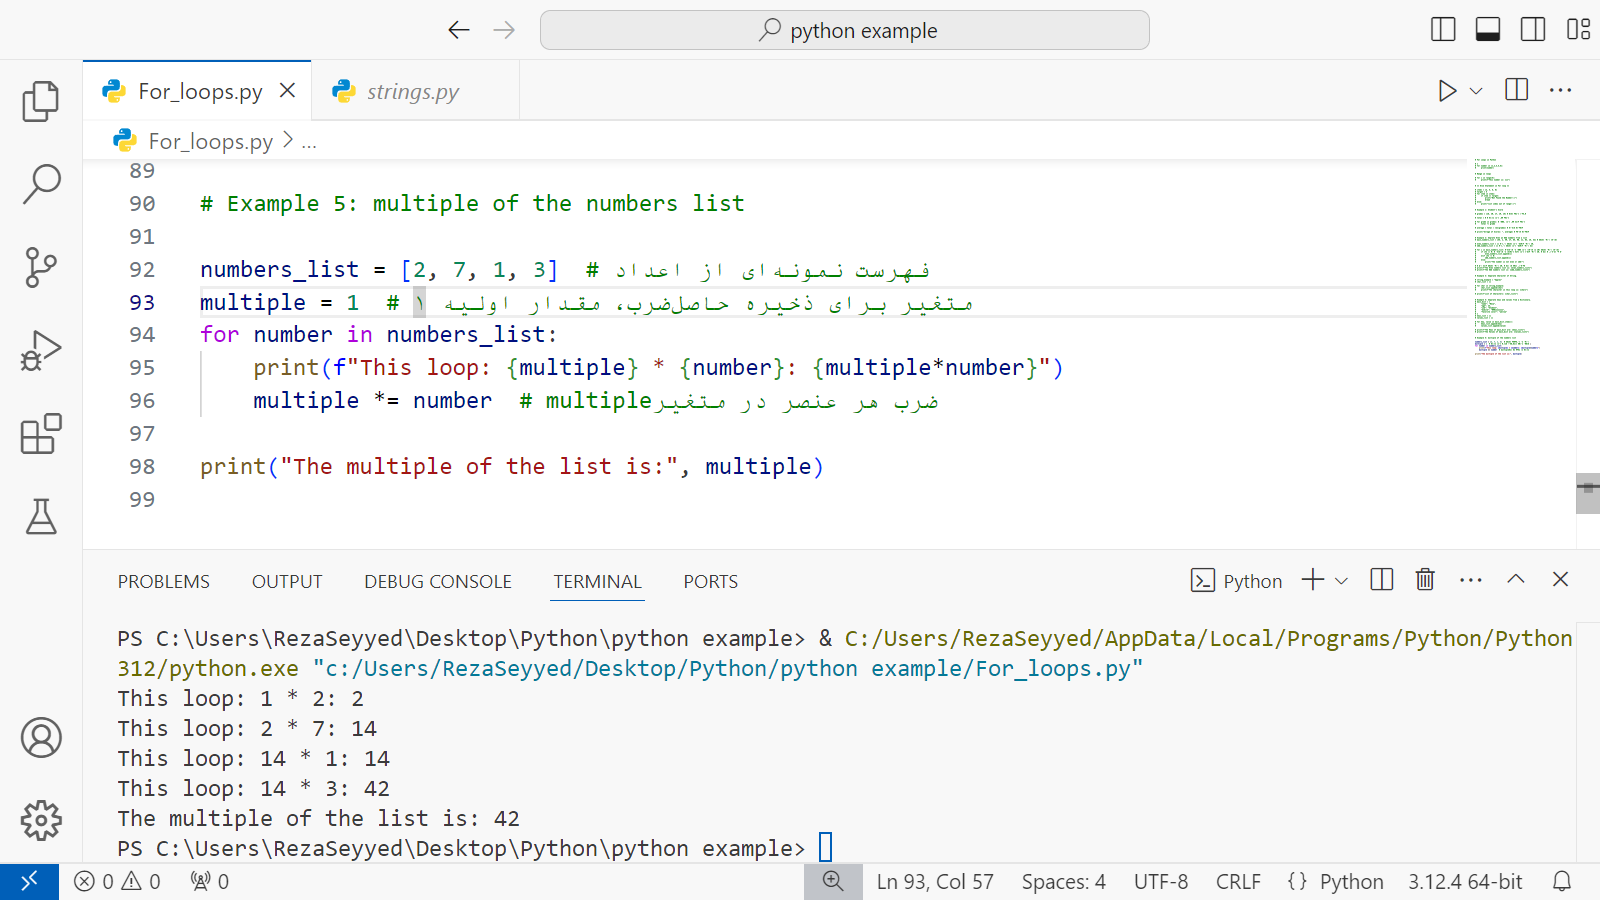 python example
For_loops.py
strings.py
For_loops.py > ...
89
90 # Example 5: multiple of the numbers list
91
92 numbers_list = [2, 7, 1, 3]  # فهرست نمونه‌ای از اعداد
93 multiple = 1  # متغیر برای ذخیره حاصل‌ضرب، مقدار اولیه ۱
94 for number in numbers_list:
95     print(f"This loop: {multiple} * {number}: {multiple*number}")
96     multiple *= number  # multipleضرب هر عنصر در متغیر
97
98 print("The multiple of the list is:", multiple)
99
PROBLEMS OUTPUT DEBUG CONSOLE TERMINAL PORTS
Python
PS C:\Users\RezaSeyyed\Desktop\Python\python example> & C:/Users/RezaSeyyed/AppData/Local/Programs/Python/Python
312/python.exe "c:/Users/RezaSeyyed/Desktop/Python/python example/For_loops.py"
This loop: 1 * 2: 2
This loop: 2 * 7: 14
This loop: 14 * 1: 14
This loop: 14 * 3: 42
The multiple of the list is: 42
PS C:\Users\RezaSeyyed\Desktop\Python\python example>
0 0 0 Ln 93, Col 57 Spaces: 4 UTF-8 CRLF {} Python 3.12.4 64-bit